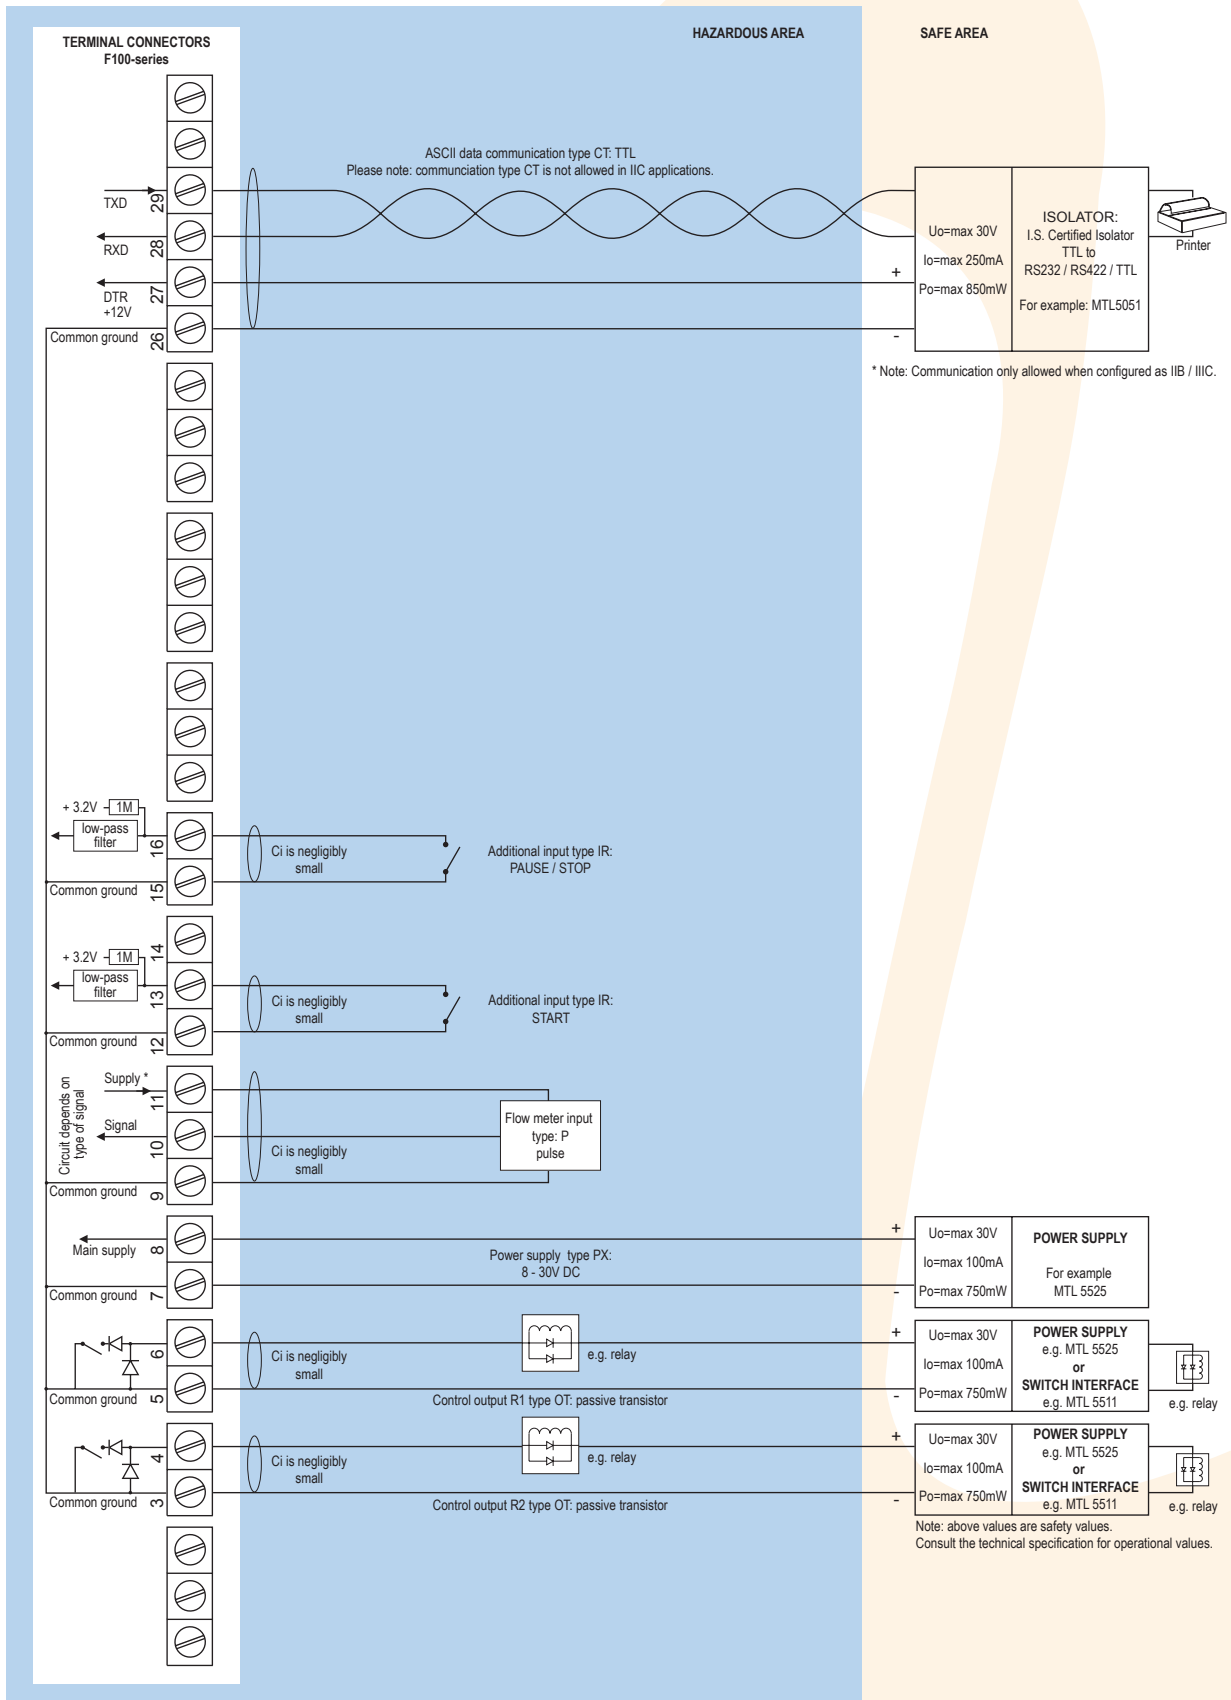 TERMINAL CONNECTORS
F100-series
HAZARDOUS AREA
SAFE AREA
ASCII data communication type CT: TTL
Please note: communciation type CT is not allowed in IIC applications.
TXD
29
RXD
28
DTR
+12V
27
Common ground
26
+
-
Uo=max 30V
Io=max 250mA
Po=max 850mW
ISOLATOR:
I.S. Certified Isolator
TTL to
RS232 / RS422 / TTL
For example: MTL5051
Printer
* Note: Communication only allowed when configured as IIB / IIIC.
+ 3.2V
1M
low-pass
filter
16
Common ground
15
Ci is negligibly
small
Additional input type IR:
PAUSE / STOP
14
+ 3.2V
1M
low-pass
filter
13
Common ground
12
Ci is negligibly
small
Additional input type IR:
START
Circuit depends on
type of signal
Supply *
11
Signal
10
Common ground
9
Ci is negligibly
small
Flow meter input
type: P
pulse
Main supply
8
Common ground
7
Power supply type PX:
8 - 30V DC
+
-
Uo=max 30V
Io=max 100mA
Po=max 750mW
POWER SUPPLY
For example
MTL 5525
6
Common ground
5
Ci is negligibly
small
e.g. relay
Control output R1 type OT: passive transistor
+
-
Uo=max 30V
Io=max 100mA
Po=max 750mW
POWER SUPPLY
e.g. MTL 5525
or
SWITCH INTERFACE
e.g. MTL 5511
e.g. relay
4
Common ground
3
Ci is negligibly
small
e.g. relay
Control output R2 type OT: passive transistor
+
-
Uo=max 30V
Io=max 100mA
Po=max 750mW
POWER SUPPLY
e.g. MTL 5525
or
SWITCH INTERFACE
e.g. MTL 5511
e.g. relay
Note: above values are safety values.
Consult the technical specification for operational values.